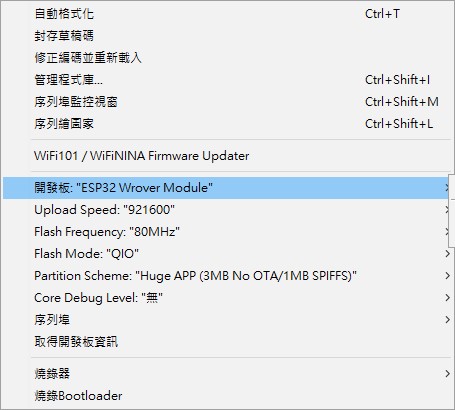 自動格式化 Ctrl+T
封存草稿碼
修正編碼並重新載入
管理程式庫... Ctrl+Shift+I
序列埠監控視窗 Ctrl+Shift+M
序列繪圖家 Ctrl+Shift+L
WiFi101 / WiFiNINA Firmware Updater
開發板: "ESP32 Wrover Module"
Upload Speed: "921600"
Flash Frequency: "80MHz"
Flash Mode: "QIO"
Partition Scheme: "Huge APP (3MB No OTA/1MB SPIFFS)"
Core Debug Level: "無"
序列埠
取得開發板資訊
燒錄器
燒錄Bootloader